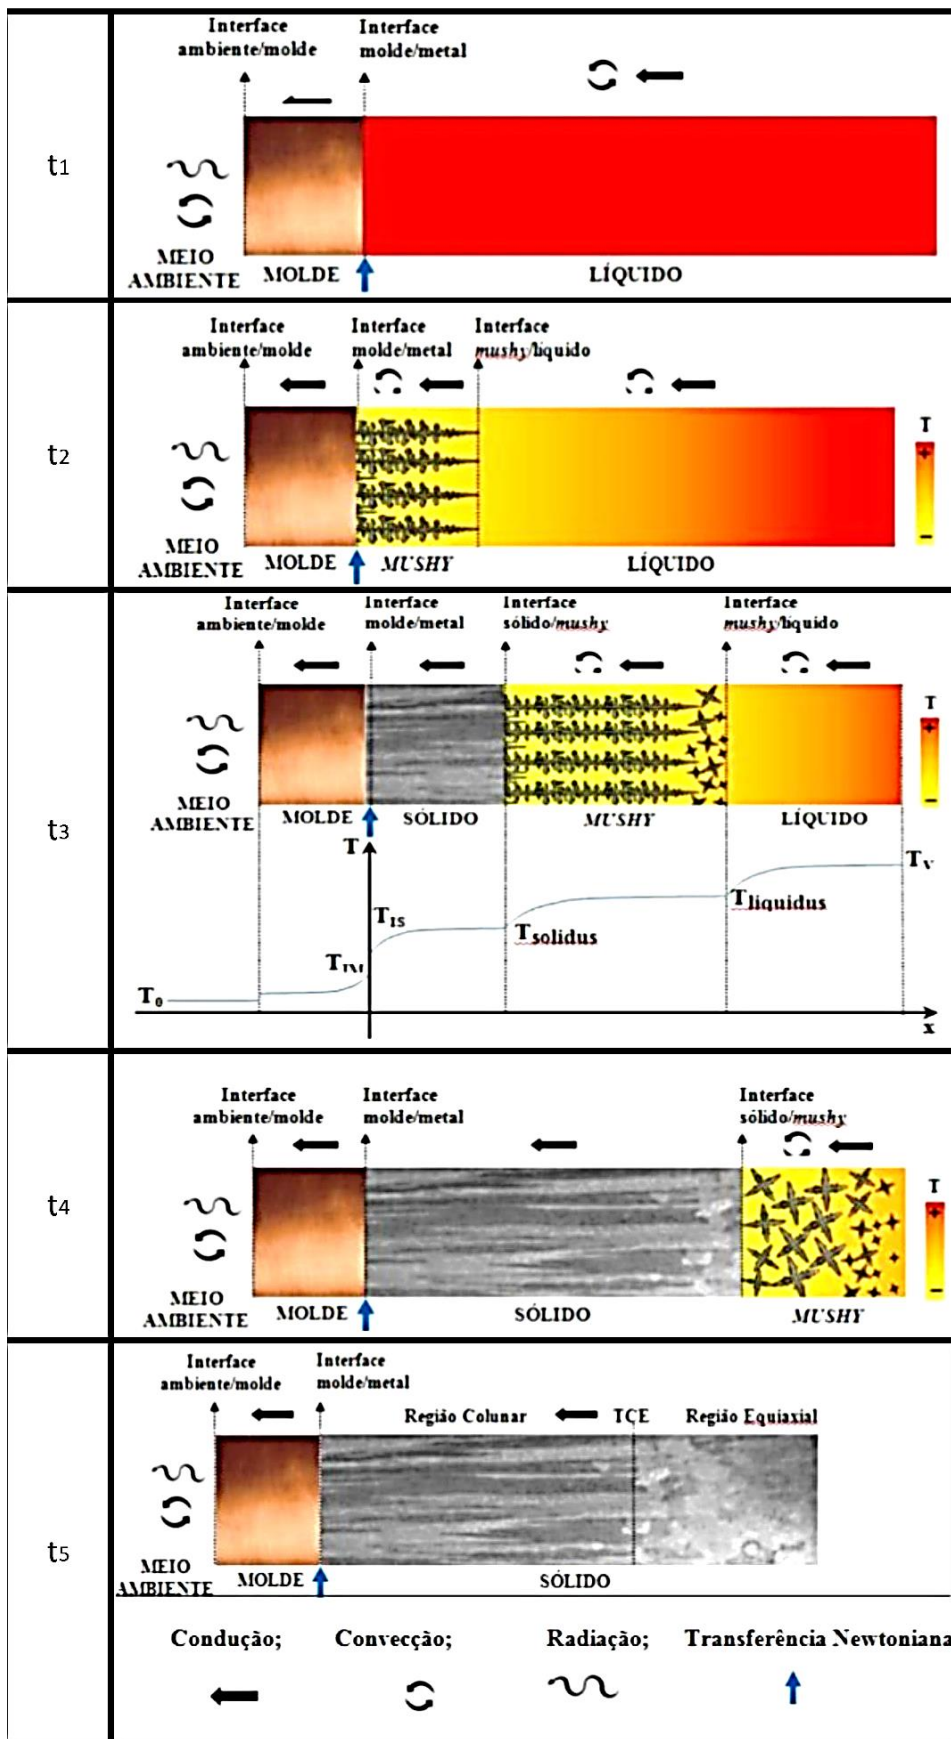 t1
Interface
ambiente/molde
Interface
molde/metal
MEIO
AMBIENTE
MOLDE
LÍQUIDO
t2
Interface
ambiente/molde
Interface
molde/metal
Interface
mushy/líquido
T
+
−
MEIO
AMBIENTE
MOLDE
MUSHY
LÍQUIDO
t3
Interface
ambiente/molde
Interface
molde/metal
Interface
sólido/mushy
Interface
mushy/líquido
T
+
−
MEIO
AMBIENTE
MOLDE
SÓLIDO
MUSHY
LÍQUIDO
T
TV
Tliquidus
TIS
Tsolidus
TIM
T0
x
t4
Interface
ambiente/molde
Interface
molde/metal
Interface
sólido/mushy
T
+
−
MEIO
AMBIENTE
MOLDE
SÓLIDO
MUSHY
t5
Interface
ambiente/molde
Interface
molde/metal
Região Colunar
TCE
Região Equiaxial
MEIO
AMBIENTE
MOLDE
SÓLIDO
Condução; Convecção; Radiação; Transferência Newtoniana